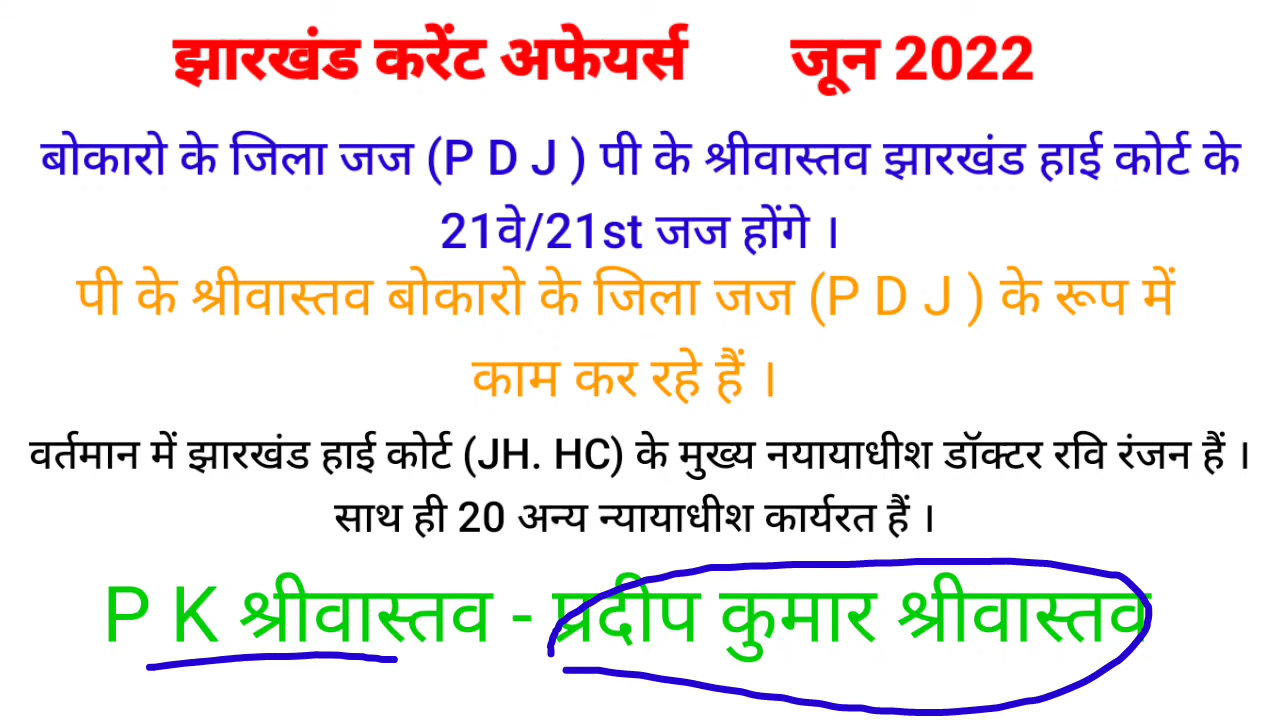 झारखंड करेंट अफेयर्स जून 2022
बोकारो के जिला जज (P D J ) पी के श्रीवास्तव झारखंड हाई कोर्ट के
21वे/21st जज होंगे ।
पी के श्रीवास्तव बोकारो के जिला जज (P D J ) के रूप में
काम कर रहे हैं ।
वर्तमान में झारखंड हाई कोर्ट (JH. HC) के मुख्य नयायाधीश डॉक्टर रवि रंजन हैं ।
साथ ही 20 अन्य न्यायाधीश कार्यरत हैं ।
P K श्रीवास्तव - प्रदीप कुमार श्रीवास्तव